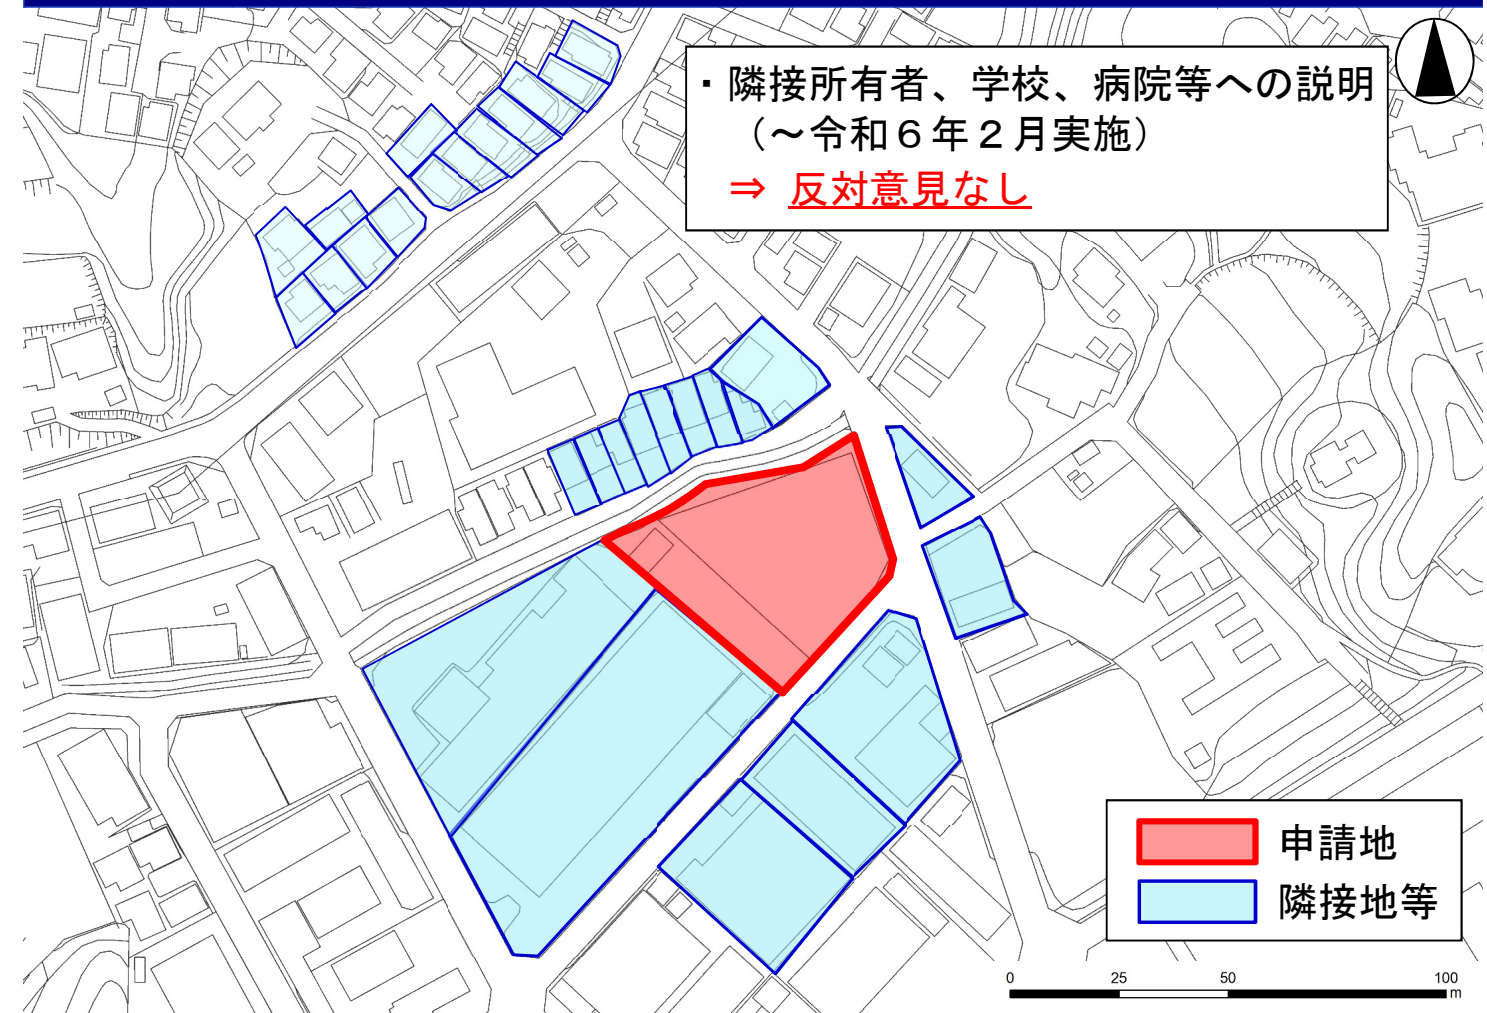 ・隣接所有者、学校、病院等への説明
（～令和６年２月実施）
⇒ 反対意見なし
申請地
隣接地等
0 25 50 100
m